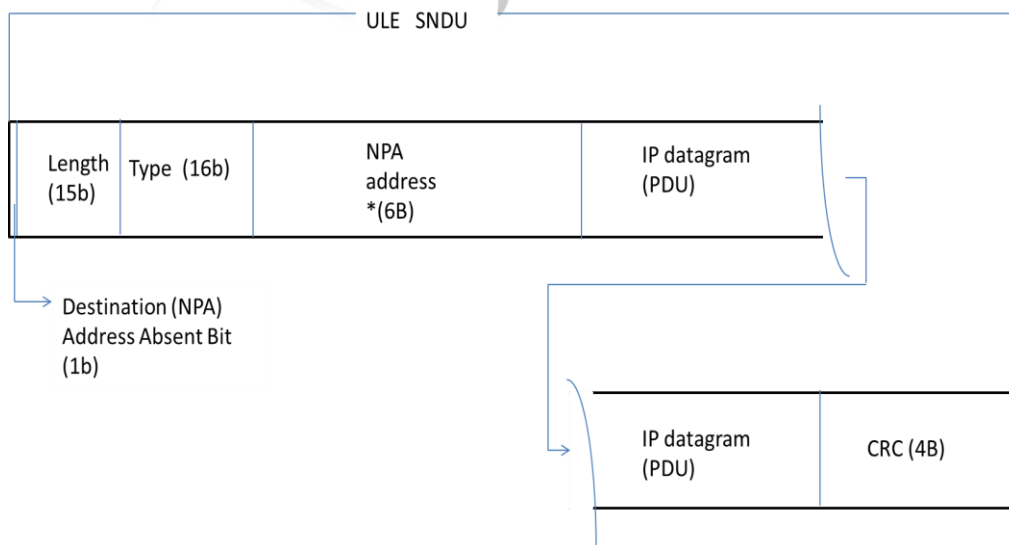 ULE SNDU
Length
(15b)
Type (16b)
NPA
address
*(6B)
IP datagram
(PDU)
Destination (NPA)
Address Absent Bit
(1b)
IP datagram
(PDU)
CRC (4B)